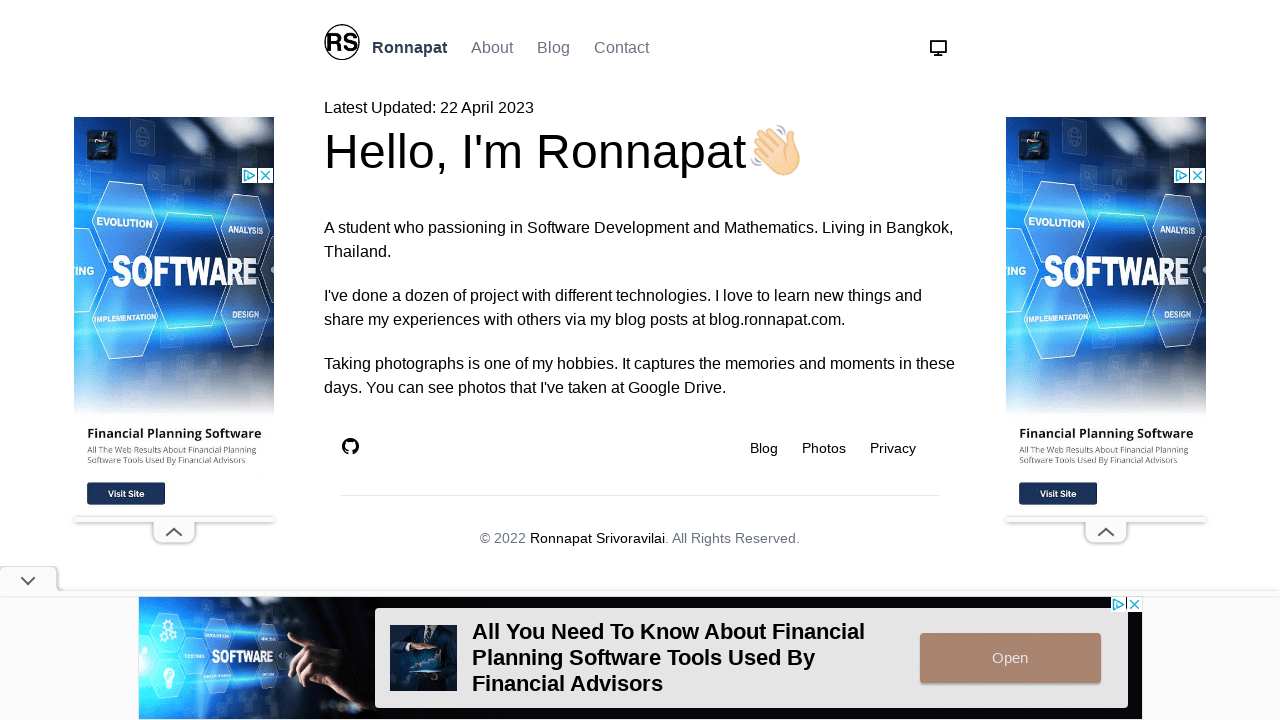 RS Ronnapat About Blog Contact
Latest Updated: 22 April 2023
Hello, I'm Ronnapat
A student who passioning in Software Development and Mathematics. Living in Bangkok,
Thailand.
I've done a dozen of project with different technologies. I love to learn new things and
share my experiences with others via my blog posts at blog.ronnapat.com.
Taking photographs is one of my hobbies. It captures the memories and moments in these
days. You can see photos that I've taken at Google Drive.
Blog Photos Privacy
© 2022 Ronnapat Srivoravilai. All Rights Reserved.
EVOLUTION
ANALYSIS
TING
SOFTWARE
IMPLEMENTATION
DESIGN
Financial Planning Software
All The Web Results About Financial Planning
Software Tools Used By Financial Advisors
Visit Site
EVOLUTION
ANALYSIS
TING
SOFTWARE
IMPLEMENTATION
DESIGN
Financial Planning Software
All The Web Results About Financial Planning
Software Tools Used By Financial Advisors
Visit Site
TESTING
SOFTWARE
All You Need To Know About Financial
Planning Software Tools Used By
Financial Advisors
Open